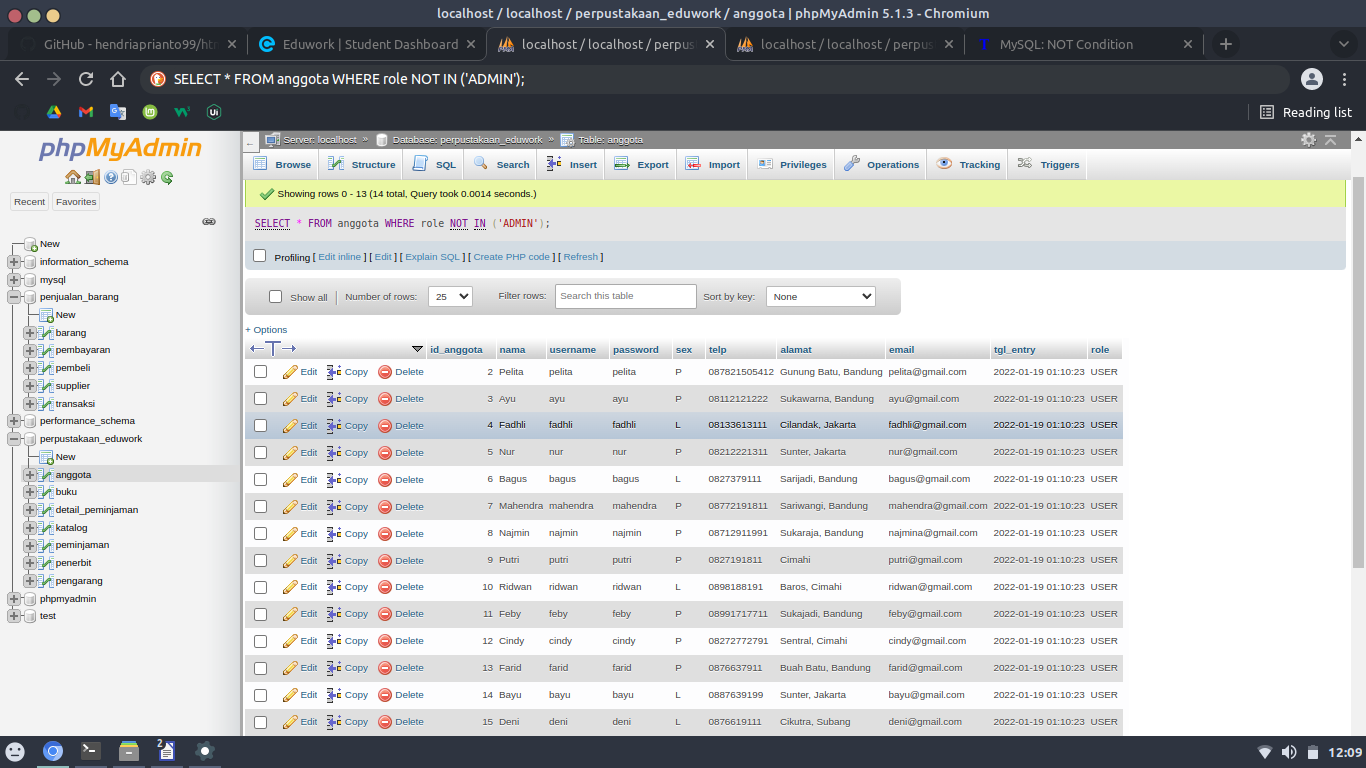 localhost / localhost / perpustakaan_eduwork / anggota | phpMyAdmin 5.1.3 - Chromium
GitHub - hendriaprianto99/htm
Eduwork | Student Dashboard
localhost / localhost / perpus
localhost / localhost / perpus
MySQL: NOT Condition
SELECT * FROM anggota WHERE role NOT IN ('ADMIN');
Reading list
phpMyAdmin
Recent
Favorites
New
information_schema
mysql
penjualan_barang
New
barang
pembayaran
pembeli
supplier
transaksi
performance_schema
perpustakaan_eduwork
New
anggota
buku
detail_peminjaman
katalog
peminjaman
penerbit
pengarang
phpmyadmin
test
Server: localhost » Database: perpustakaan_eduwork » Table: anggota
Browse Structure SQL Search Insert Export Import Privileges Operations Tracking Triggers
Showing rows 0 - 13 (14 total, Query took 0.0014 seconds.)
SELECT * FROM anggota WHERE role NOT IN ('ADMIN');
Profiling [ Edit inline ] [ Edit ] [ Explain SQL ] [ Create PHP code ] [ Refresh ]
Show all Number of rows: 25 Filter rows: Search this table Sort by key: None
+ Options
id_anggota nama username password sex telp alamat email tgl_entry role
Edit Copy Delete 2 Pelita pelita pelita P 087821505412 Gunung Batu, Bandung pelita@gmail.com 2022-01-19 01:10:23 USER
Edit Copy Delete 3 Ayu ayu ayu P 08112121222 Sukawarna, Bandung ayu@gmail.com 2022-01-19 01:10:23 USER
Edit Copy Delete 4 Fadhli fadhli fadhli L 08133613111 Cilandak, Jakarta fadhli@gmail.com 2022-01-19 01:10:23 USER
Edit Copy Delete 5 Nur nur nur P 08212221311 Sunter, Jakarta nur@gmail.com 2022-01-19 01:10:23 USER
Edit Copy Delete 6 Bagus bagus bagus L 0827379111 Sarijadi, Bandung bagus@gmail.com 2022-01-19 01:10:23 USER
Edit Copy Delete 7 Mahendra mahendra mahendra P 08772191811 Sariwangi, Bandung mahendra@gmail.com 2022-01-19 01:10:23 USER
Edit Copy Delete 8 Najmin najmin najmin P 08712911991 Sukaraja, Bandung najmina@gmail.com 2022-01-19 01:10:23 USER
Edit Copy Delete 9 Putri putri putri P 0827191811 Cimahi putri@gmail.com 2022-01-19 01:10:23 USER
Edit Copy Delete 10 Ridwan ridwan ridwan L 0898188191 Baros, Cimahi ridwan@gmail.com 2022-01-19 01:10:23 USER
Edit Copy Delete 11 Feby feby feby P 08991717711 Sukajadi, Bandung feby@gmail.com 2022-01-19 01:10:23 USER
Edit Copy Delete 12 Cindy cindy cindy P 08272772791 Sentral, Cimahi cindy@gmail.com 2022-01-19 01:10:23 USER
Edit Copy Delete 13 Farid farid farid P 0876637911 Buah Batu, Bandung farid@gmail.com 2022-01-19 01:10:23 USER
Edit Copy Delete 14 Bayu bayu bayu L 0887639199 Sunter, Jakarta bayu@gmail.com 2022-01-19 01:10:23 USER
Edit Copy Delete 15 Deni deni deni L 0876619111 Cikutra, Subang deni@gmail.com 2022-01-19 01:10:23 USER
2
12:09